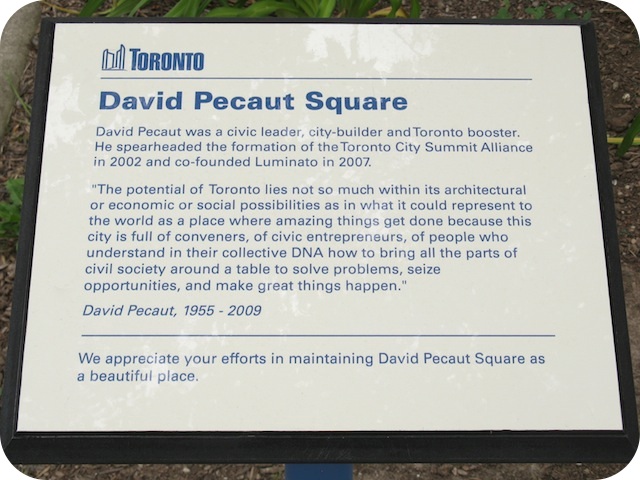 TORONTO
David Pecaut Square
David Pecaut was a civic leader, city-builder and Toronto booster.
He spearheaded the formation of the Toronto City Summit Alliance
in 2002 and co-founded Luminato in 2007.
"The potential of Toronto lies not so much within its architectural
or economic or social possibilities as in what it could represent to
the world as a place where amazing things get done because this
city is full of conveners, of civic entrepreneurs, of people who
understand in their collective DNA how to bring all the parts of
civil society around a table to solve problems, seize
opportunities, and make great things happen."
David Pecaut, 1955 - 2009
We appreciate your efforts in maintaining David Pecaut Square as
a beautiful place.